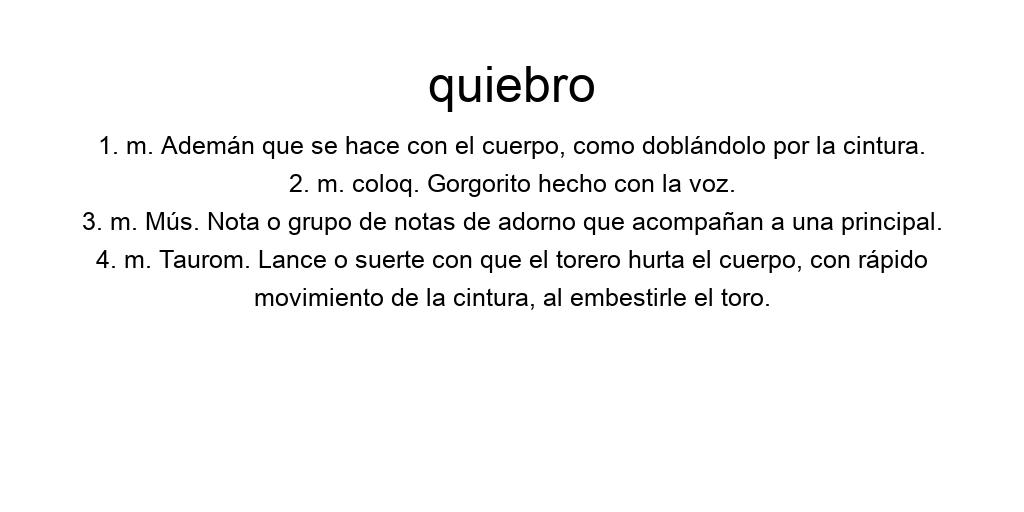 quiebro
1. m. Ademán que se hace con el cuerpo, como doblándolo por la cintura.
2. m. coloq. Gorgorito hecho con la voz.
3. m. Mús. Nota o grupo de notas de adorno que acompañan a una principal.
4. m. Taurom. Lance o suerte con que el torero hurta el cuerpo, con rápido
movimiento de la cintura, al embestirle el toro.